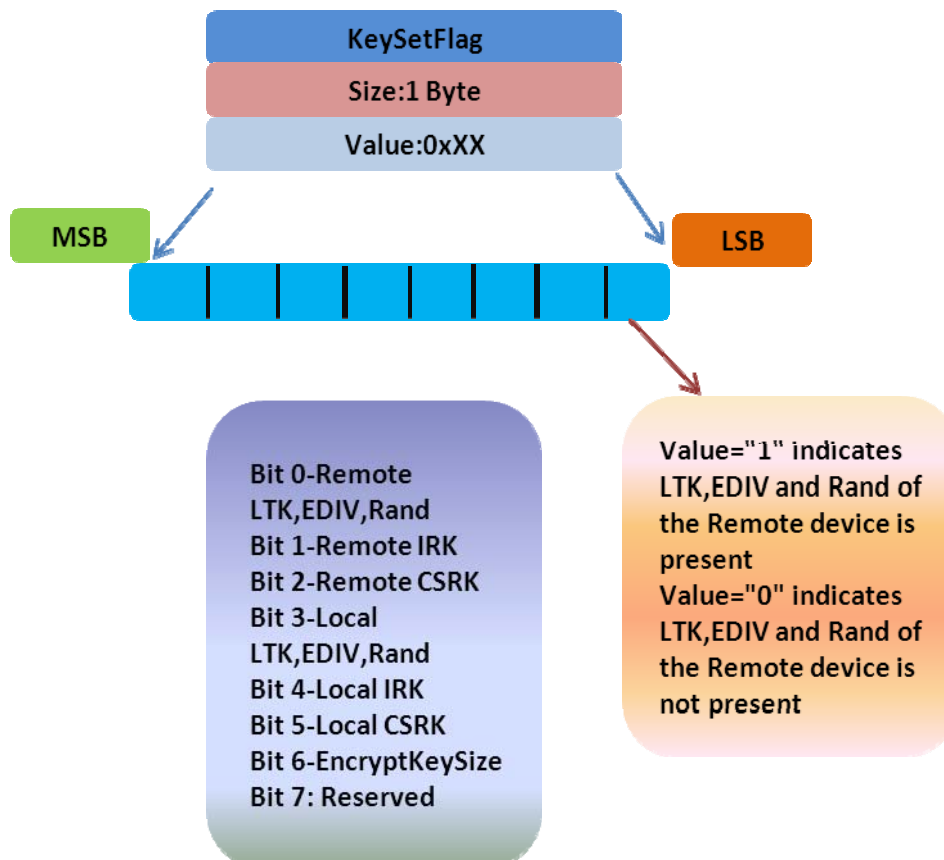 KeySetFlag
Size:1 Byte
Value:0xXX
MSB
LSB
Bit 0-Remote
LTK,EDIV,Rand
Bit 1-Remote IRK
Bit 2-Remote CSRK
Bit 3-Local
LTK,EDIV,Rand
Bit 4-Local IRK
Bit 5-Local CSRK
Bit 6-EncryptKeySize
Bit 7: Reserved
Value="1" indicates
LTK,EDIV and Rand of
the Remote device is
present
Value="0" indicates
LTK,EDIV and Rand of
the Remote device is
not present